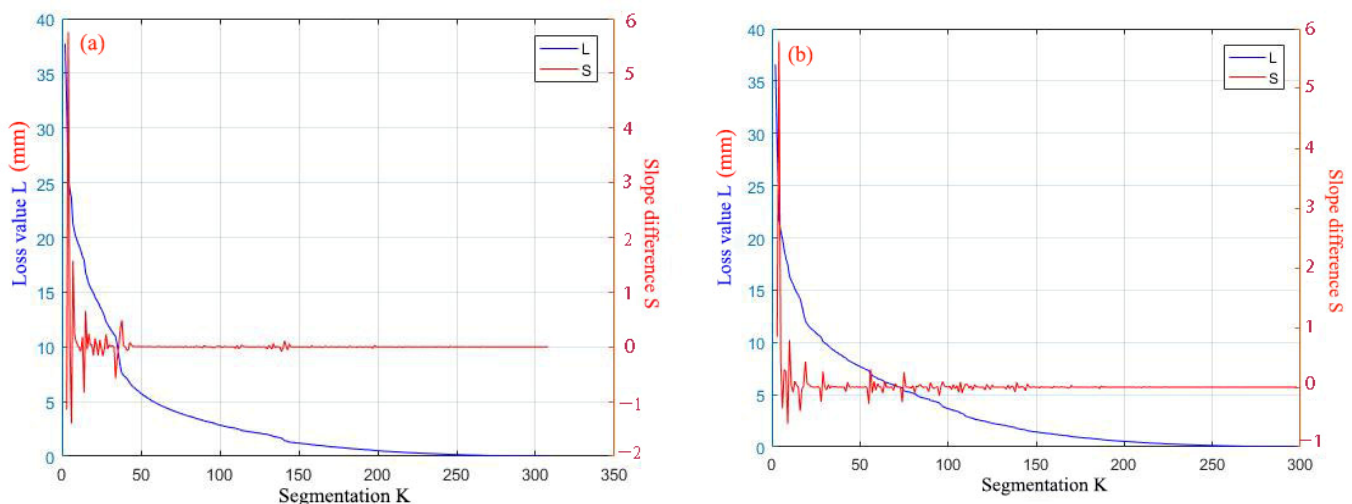 (a)
L
S
40
35
30
25
20
15
10
5
0
Loss value L (mm)
6
5
4
3
2
1
0
−1
−2
Slope difference S
0 50 100 150 200 250 300 350
Segmentation K
(b)
L
S
40
35
30
25
20
15
10
5
0
Loss value L (mm)
6
5
4
3
2
1
0
−1
Slope difference S
0 50 100 150 200 250 300
Segmentation K